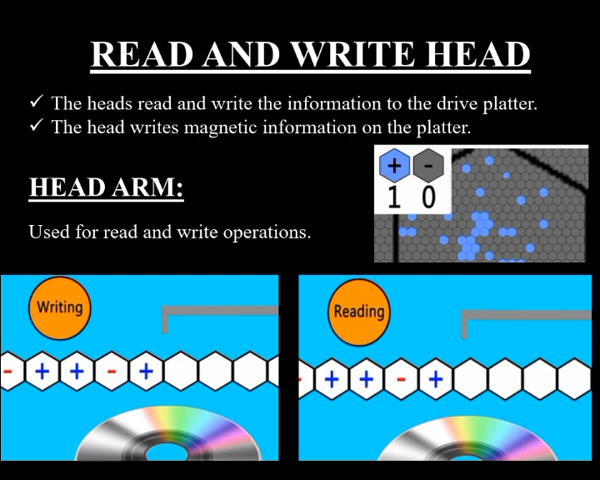 READ AND WRITE HEAD
✓ The heads read and write the information to the drive platter.
✓ The head writes magnetic information on the platter.
+ -
1 0
HEAD ARM:
Used for read and write operations.
Writing
- + + - +
Reading
- + + - +